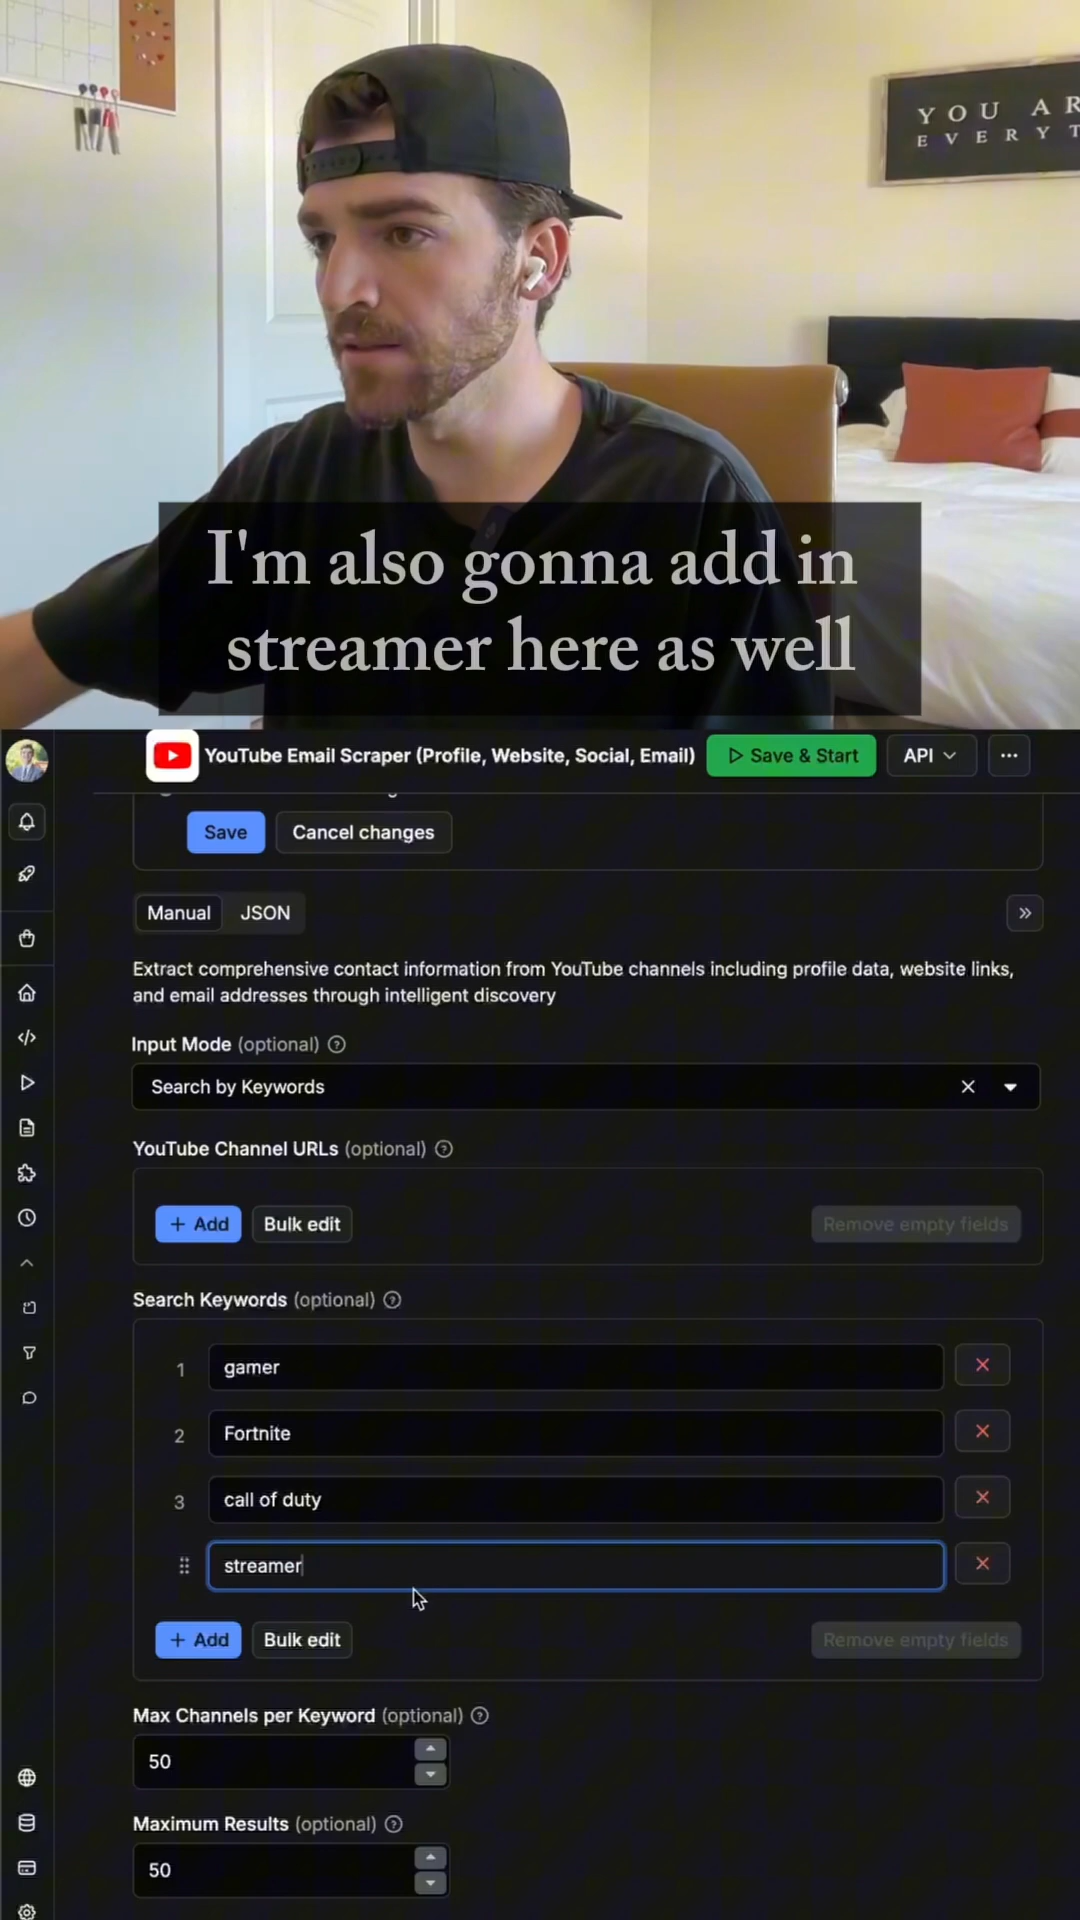 YOU AR
EVERYT
I'm also gonna add in
streamer here as well
YouTube Email Scraper (Profile, Website, Social, Email)
Save & Start
API
Save
Cancel changes
Manual
JSON
Extract comprehensive contact information from YouTube channels including profile data, website links,
and email addresses through intelligent discovery
Input Mode (optional)
Search by Keywords
YouTube Channel URLs (optional)
+ Add
Bulk edit
Remove empty fields
Search Keywords (optional)
1 gamer
2 Fortnite
3 call of duty
streamer
+ Add
Bulk edit
Remove empty fields
Max Channels per Keyword (optional)
50
Maximum Results (optional)
50